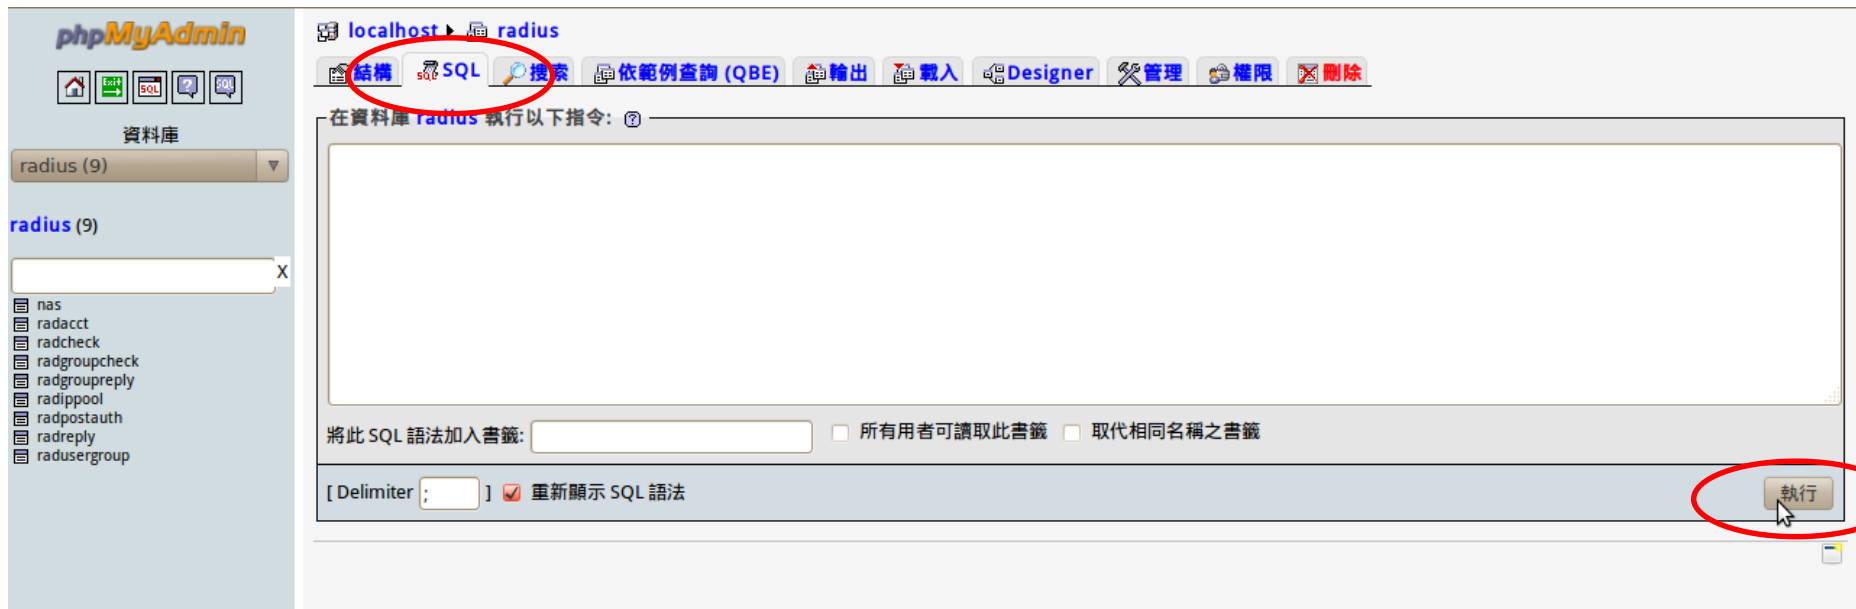 phpMyAdmin
資料庫
radius (9)
radius (9)
X
nas
radacct
radcheck
radgroupcheck
radgroupreply
radippool
radpostauth
radreply
radusergroup
localhost ▸ radius
結構 SQL 搜索 依範例查詢 (QBE) 輸出 載入 Designer 管理 權限 刪除
在資料庫 radius 執行以下指令:
將此 SQL 語法加入書籤: 所有用者可讀取此書籤 取代相同名稱之書籤
[ Delimiter ; ] 重新顯示 SQL 語法 執行